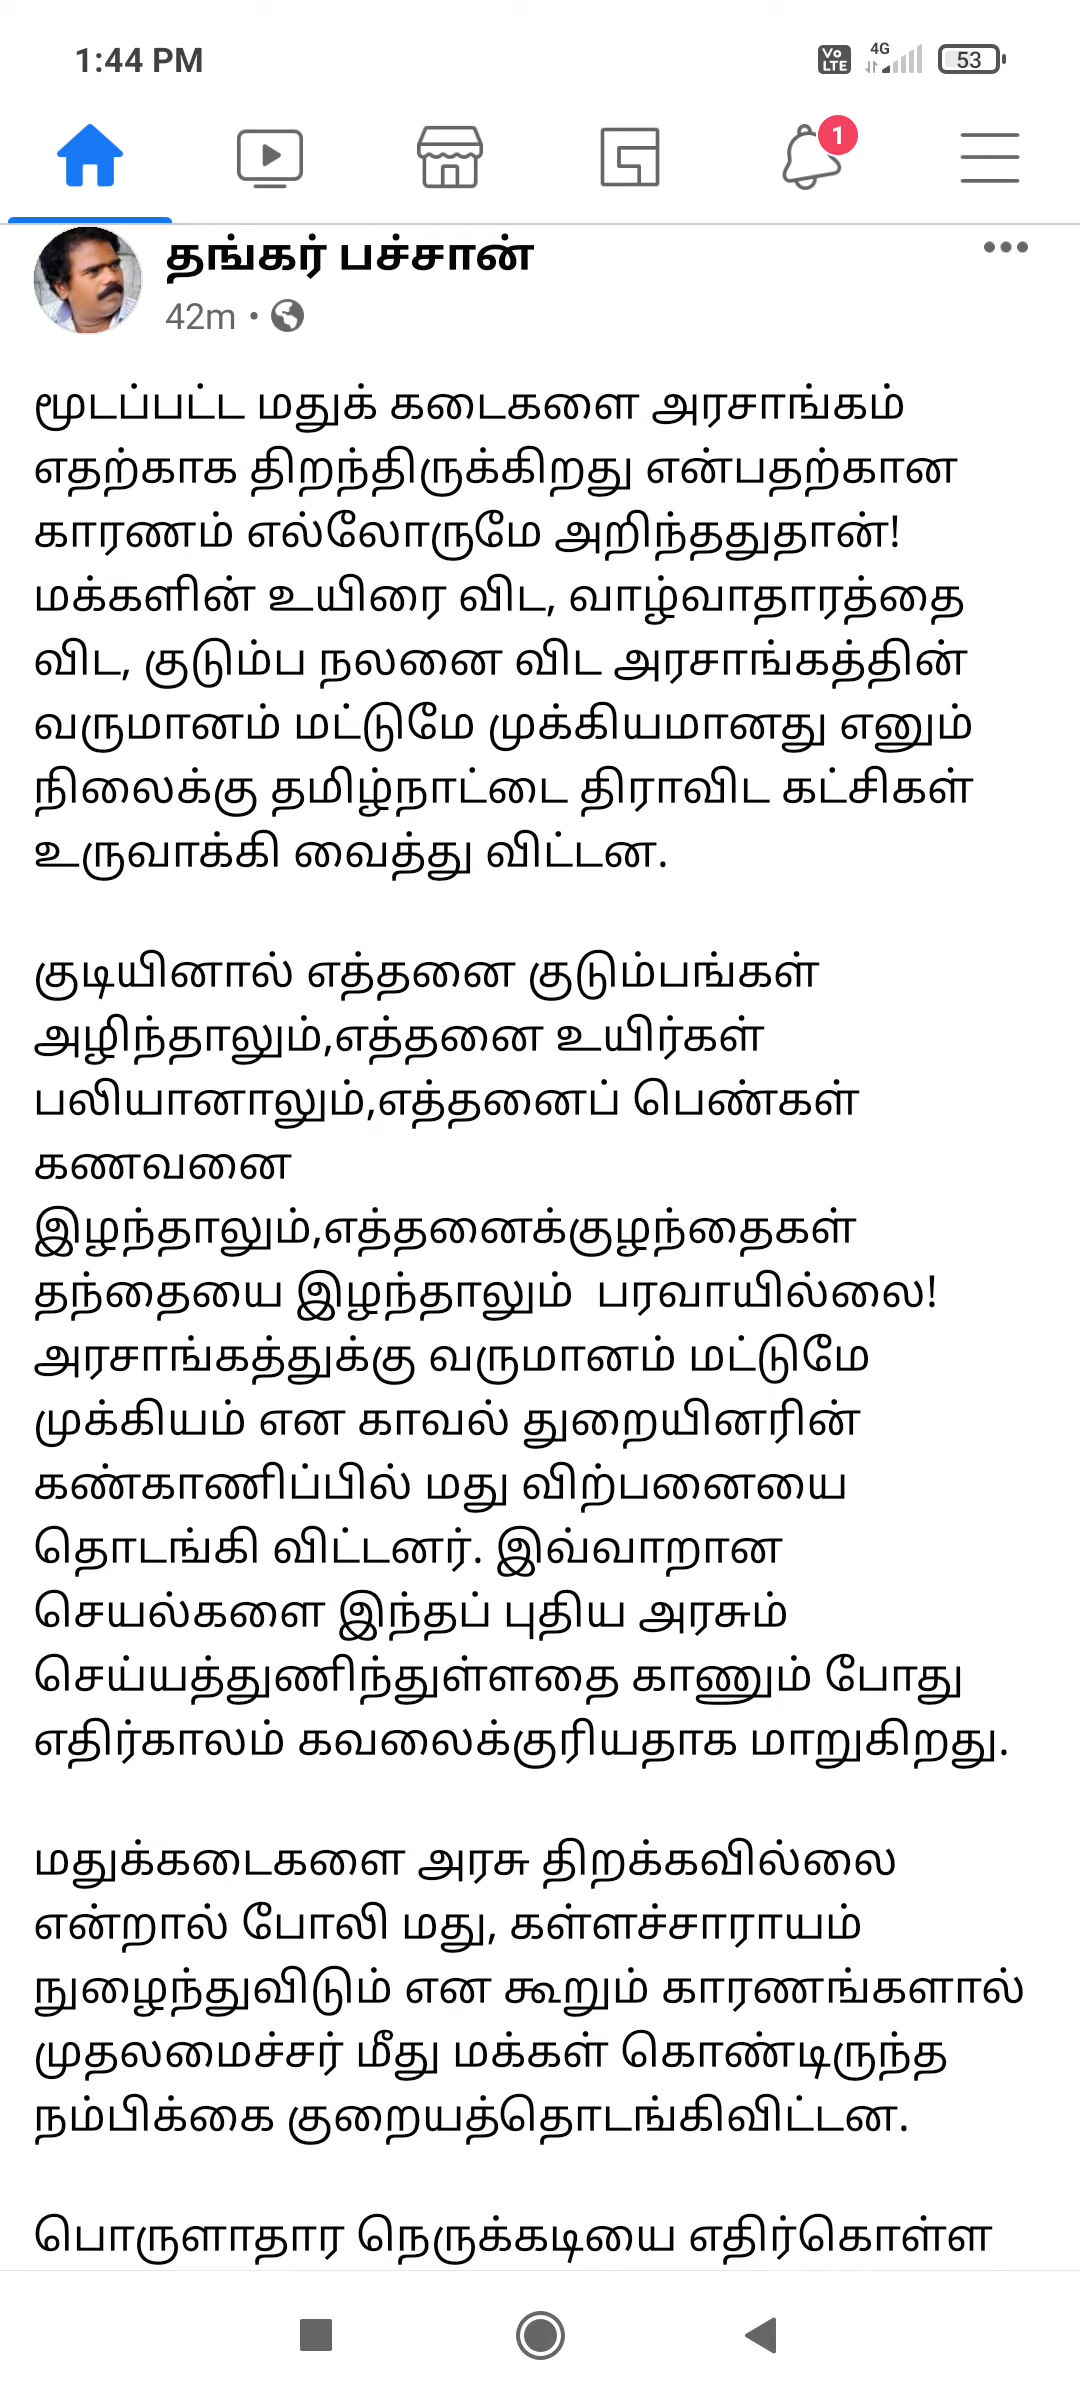 1:44 PM
Vo LTE
4G
53
1
தங்கர் பச்சான்
42m •
மூடப்பட்ட மதுக் கடைகளை அரசாங்கம்
எதற்காக திறந்திருக்கிறது என்பதற்கான
காரணம் எல்லோருமே அறிந்ததுதான்!
மக்களின் உயிரை விட, வாழ்வாதாரத்தை
விட, குடும்ப நலனை விட அரசாங்கத்தின்
வருமானம் மட்டுமே முக்கியமானது எனும்
நிலைக்கு தமிழ்நாட்டை திராவிட கட்சிகள்
உருவாக்கி வைத்து விட்டன.
குடியினால் எத்தனை குடும்பங்கள்
அழிந்தாலும்,எத்தனை உயிர்கள்
பலியானாலும்,எத்தனைப் பெண்கள்
கணவனை
இழந்தாலும்,எத்தனைக்குழந்தைகள்
தந்தையை இழந்தாலும்  பரவாயில்லை!
அரசாங்கத்துக்கு வருமானம் மட்டுமே
முக்கியம் என காவல் துறையினரின்
கண்காணிப்பில் மது விற்பனையை
தொடங்கி விட்டனர். இவ்வாறான
செயல்களை இந்தப் புதிய அரசும்
செய்யத்துணிந்துள்ளதை காணும் போது
எதிர்காலம் கவலைக்குரியதாக மாறுகிறது.
மதுக்கடைகளை அரசு திறக்கவில்லை
என்றால் போலி மது, கள்ளச்சாராயம்
நுழைந்துவிடும் என கூறும் காரணங்களால்
முதலமைச்சர் மீது மக்கள் கொண்டிருந்த
நம்பிக்கை குறையத்தொடங்கிவிட்டன.
பொருளாதார நெருக்கடியை எதிர்கொள்ள